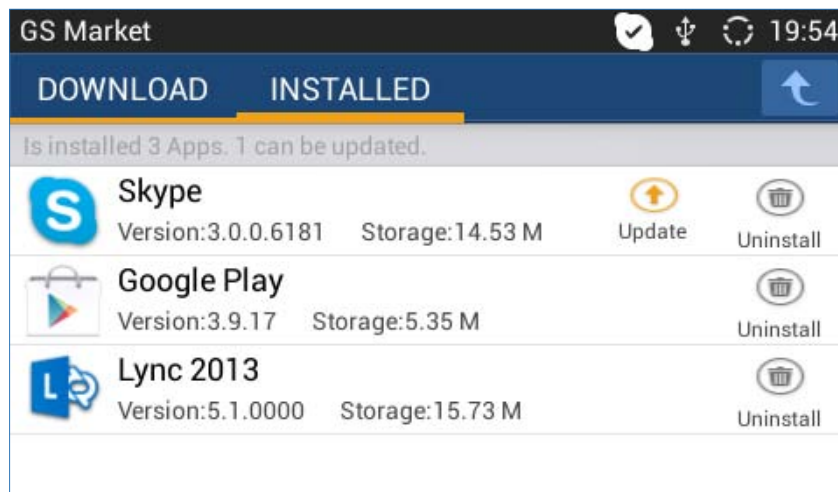 GS Market 19:54
DOWNLOAD INSTALLED
Is installed 3 Apps. 1 can be updated.
Skype
Version:3.0.0.6181 Storage:14.53 M
Update
Uninstall
Google Play
Version:3.9.17 Storage:5.35 M
Uninstall
Lync 2013
Version:5.1.0000 Storage:15.73 M
Uninstall